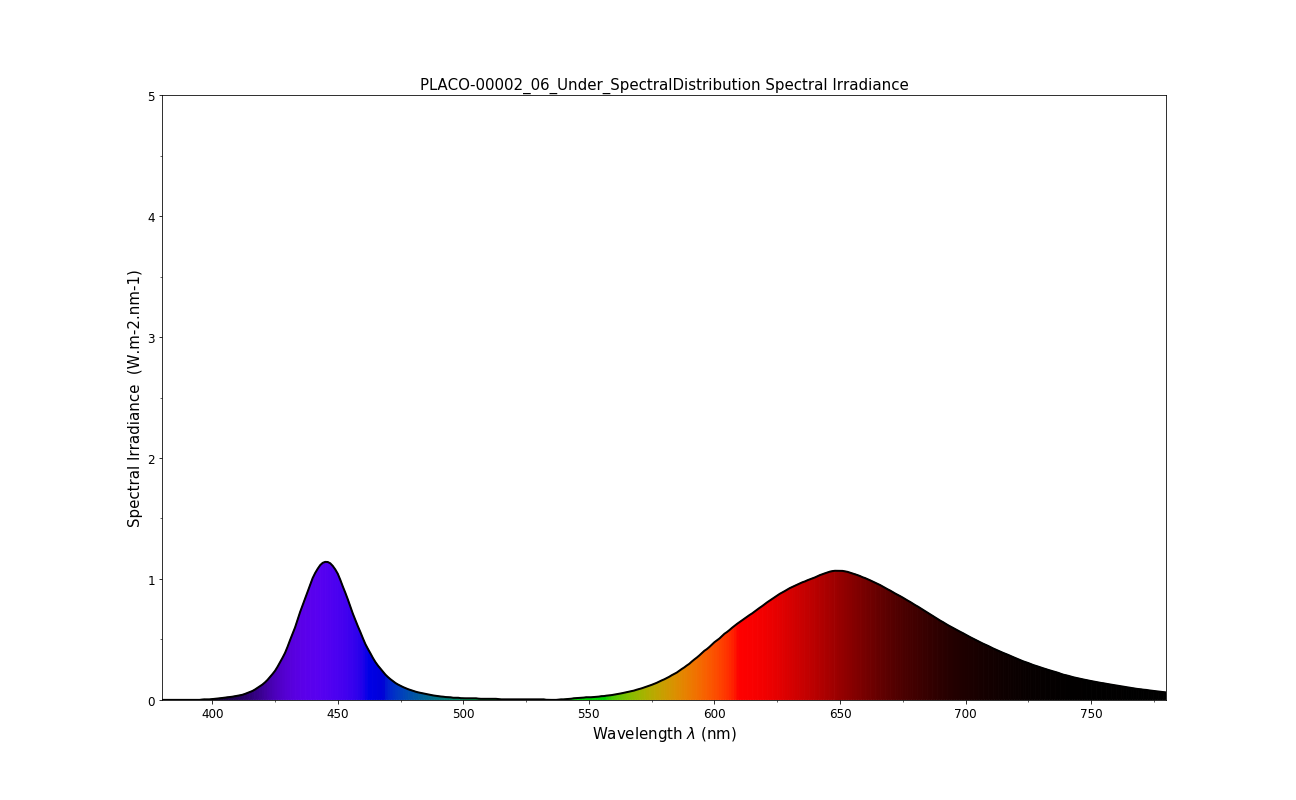 PLACO-00002_06_Under_SpectralDistribution Spectral Irradiance
5
4
3
2
1
0
Spectral Irradiance (W.m-2.nm-1)
400 450 500 550 600 650 700 750
Wavelength λ (nm)